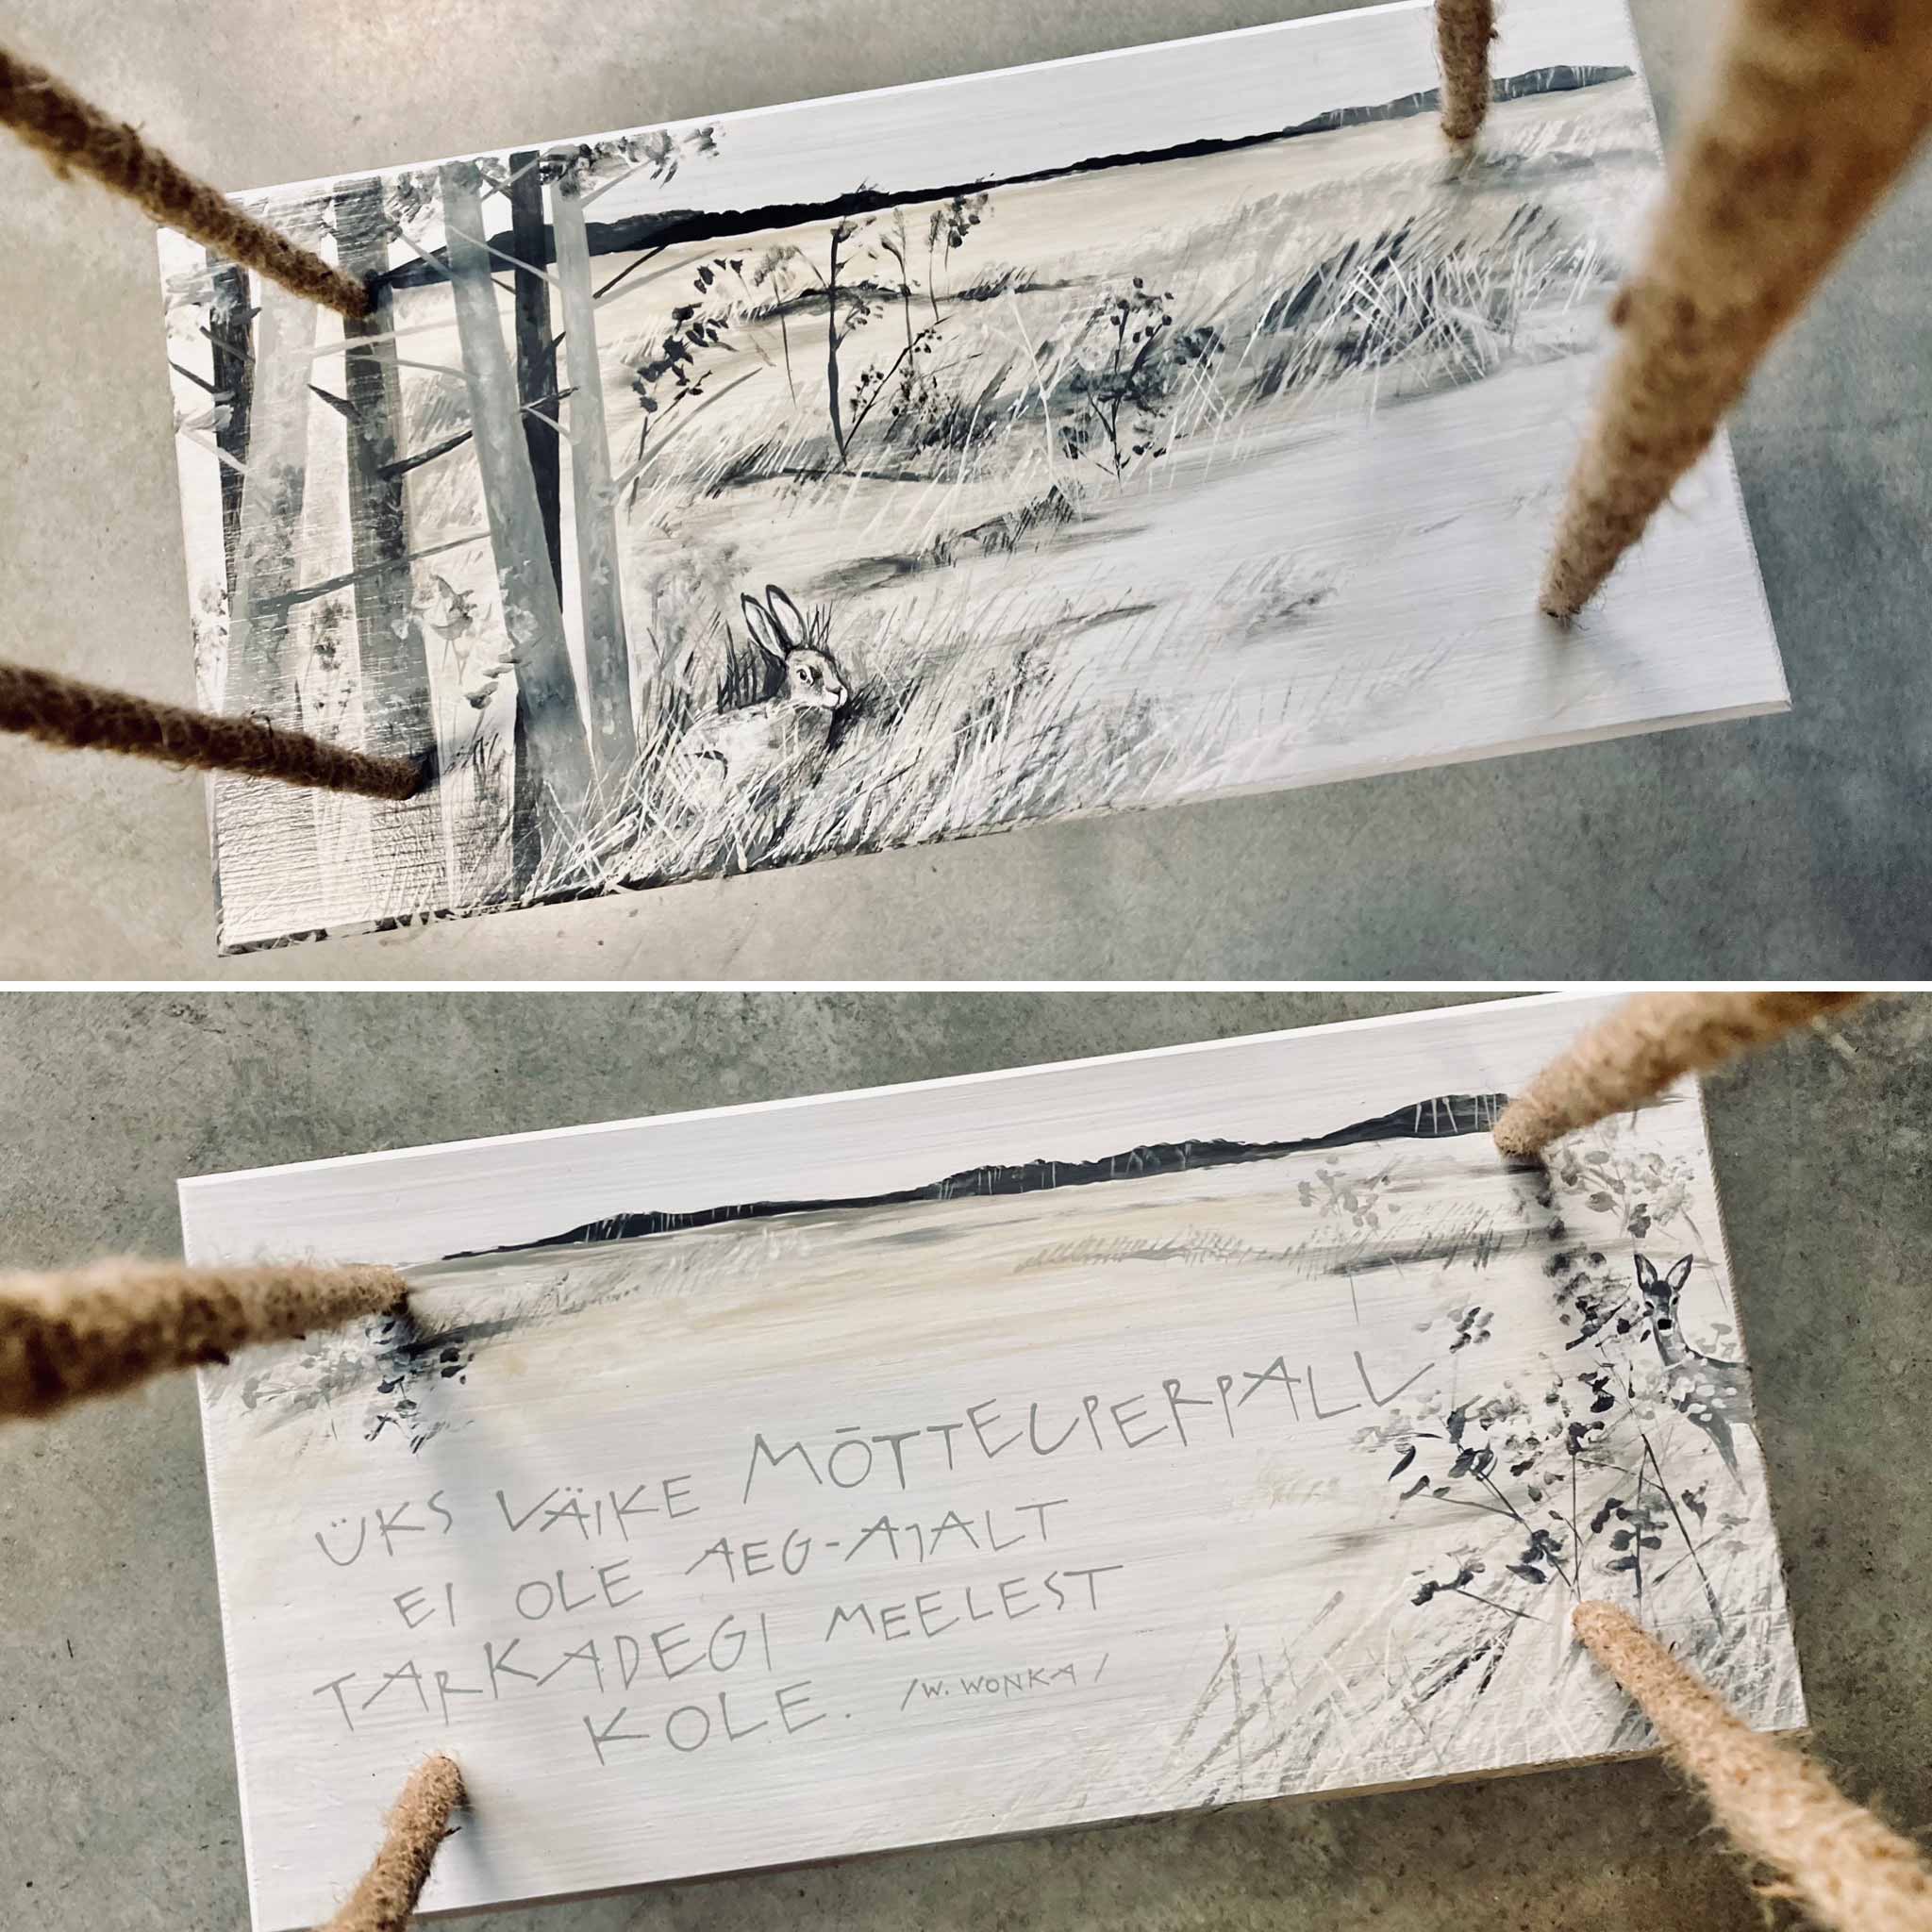 ÜKS VÄIKE MÕTTEUPERPALL
EI OLE AEG-AJALT
TARKADEGI MEELEST
KOLE. /W. WONKA/